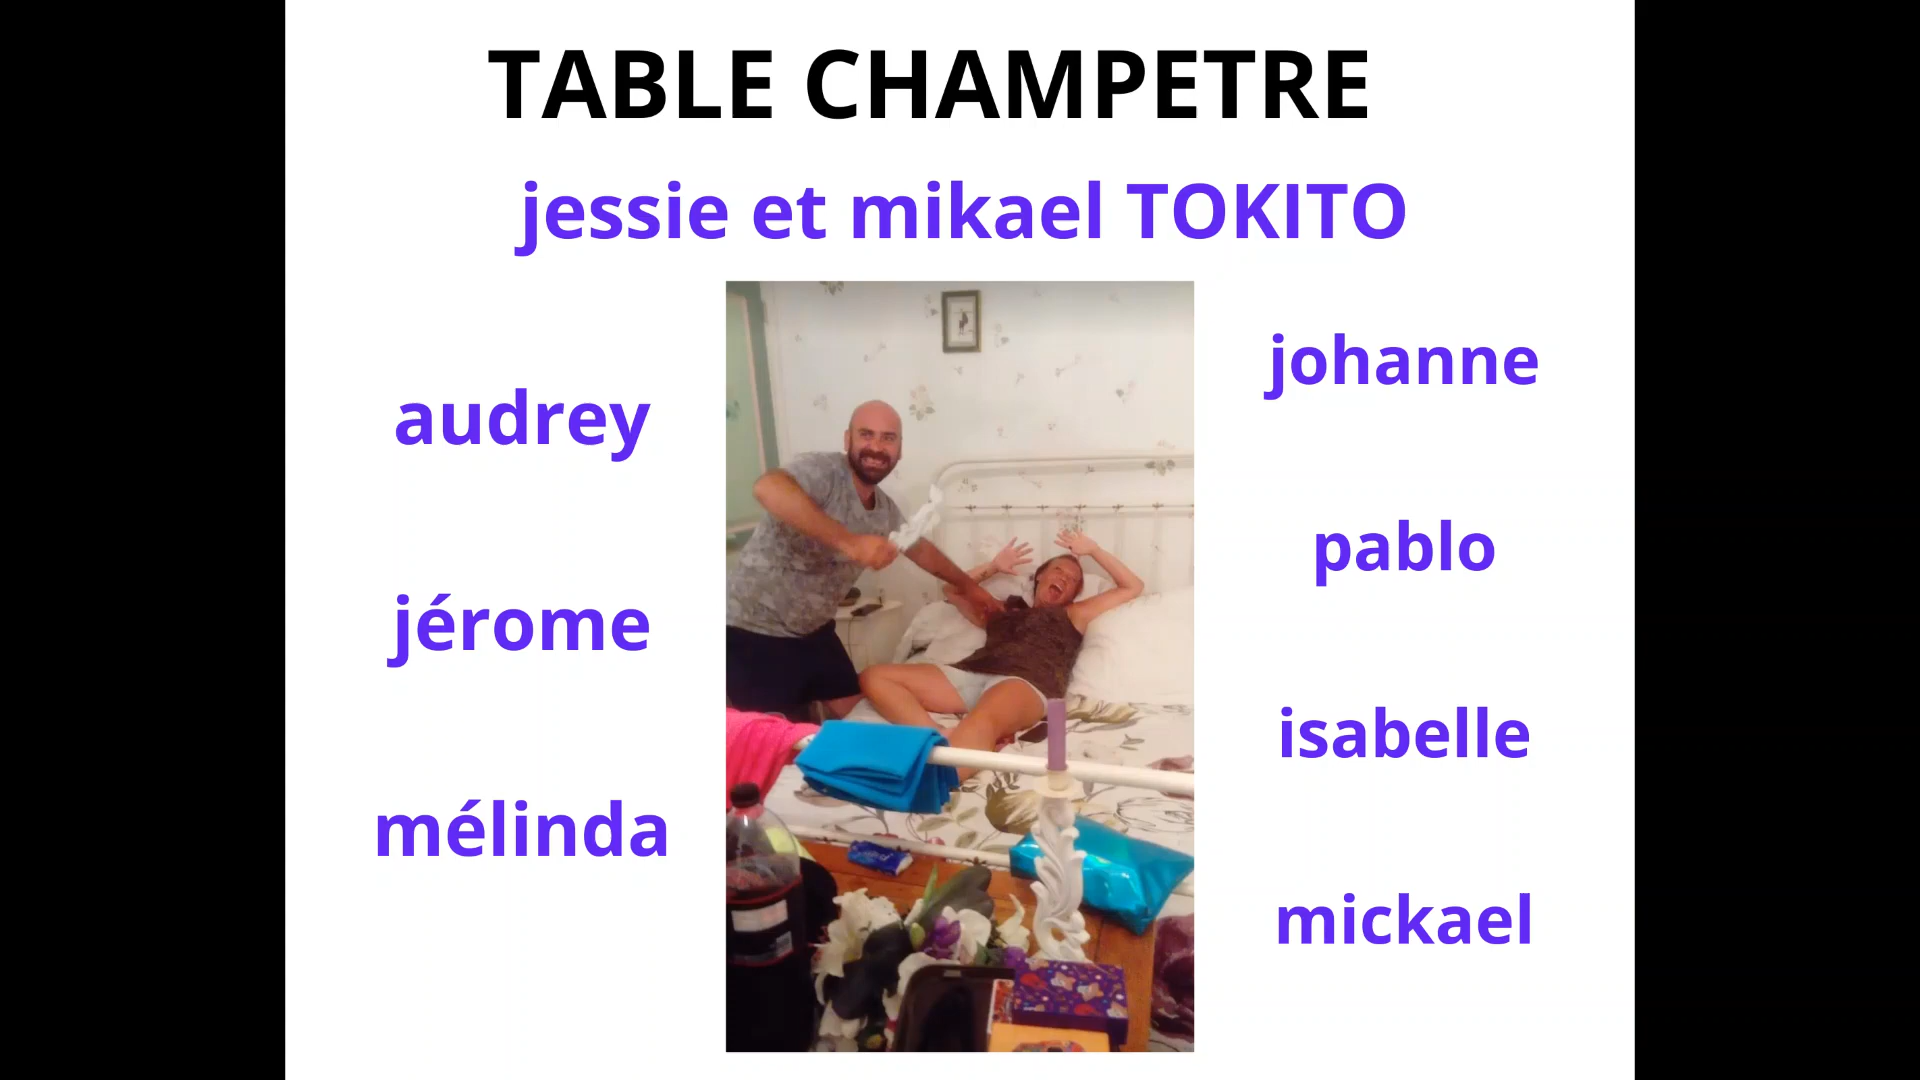 TABLE CHAMPETRE
jessie et mikael TOKITO
audrey
jérome
mélinda
johanne
pablo
isabelle
mickael